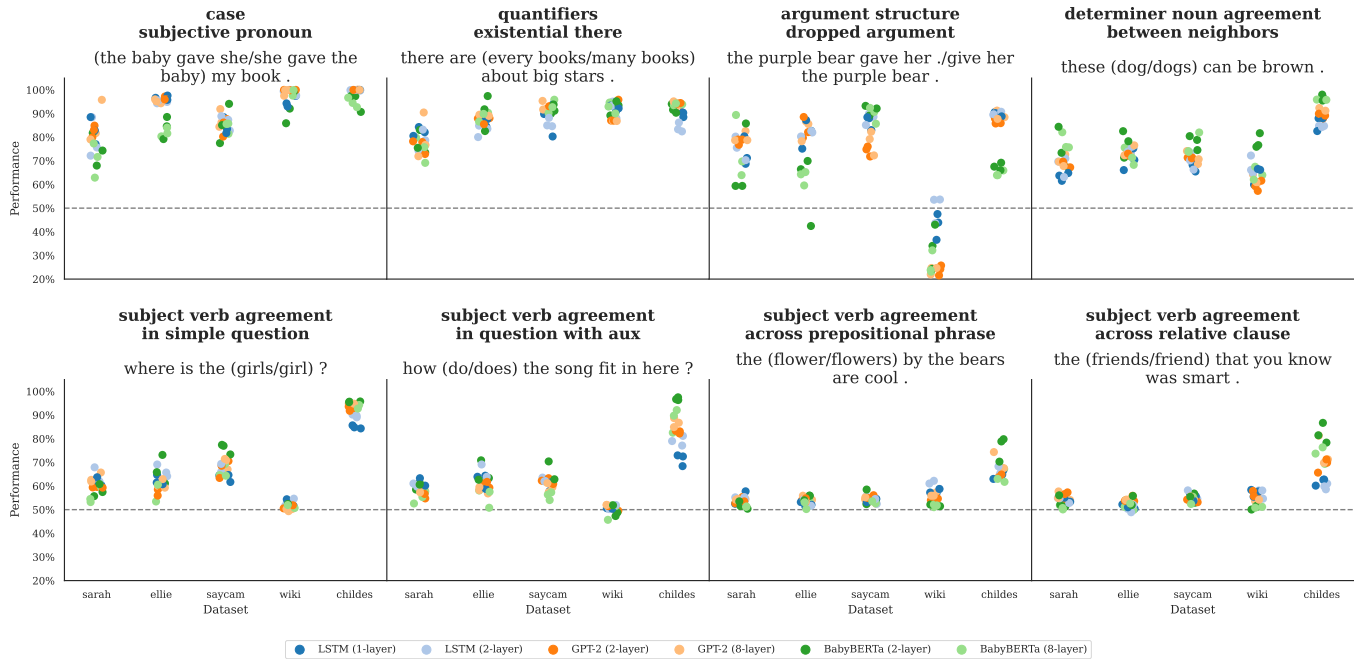 case
subjective pronoun
(the baby gave she/she gave the
baby) my book .
quantifiers
existential there
there are (every books/many books)
about big stars .
argument structure
dropped argument
the purple bear gave her ./give her
the purple bear .
determiner noun agreement
between neighbors
these (dog/dogs) can be brown .
Performance
100%
90%
80%
70%
60%
50%
40%
30%
20%
subject verb agreement
in simple question
where is the (girls/girl) ?
subject verb agreement
in question with aux
how (do/does) the song fit in here ?
subject verb agreement
across prepositional phrase
the (flower/flowers) by the bears
are cool .
subject verb agreement
across relative clause
the (friends/friend) that you know
was smart .
Performance
100%
90%
80%
70%
60%
50%
40%
30%
20%
sarah ellie saycam wiki childes
Dataset
sarah ellie saycam wiki childes
Dataset
sarah ellie saycam wiki childes
Dataset
sarah ellie saycam wiki childes
Dataset
LSTM (1-layer) LSTM (2-layer) GPT-2 (2-layer) GPT-2 (8-layer) BabyBERTa (2-layer) BabyBERTa (8-layer)